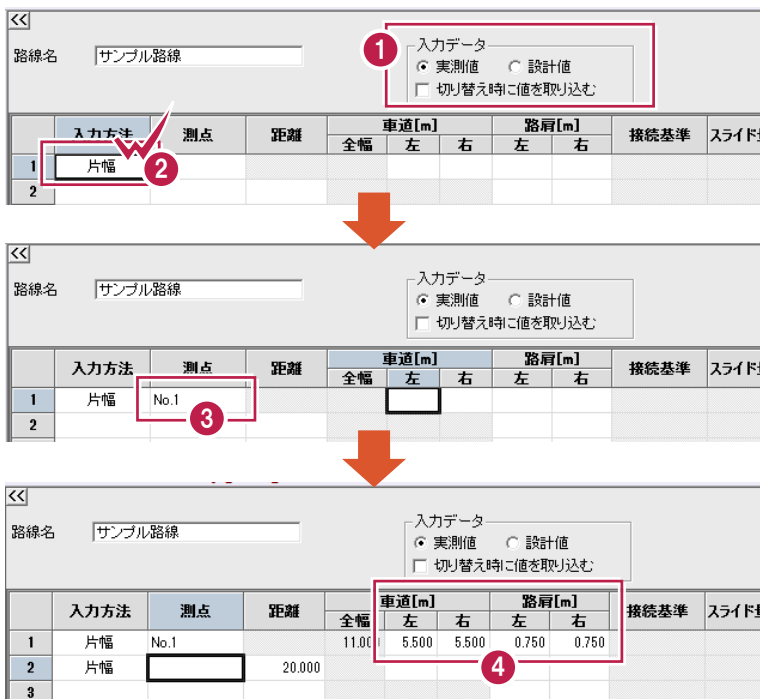 <<
路線名 サンプル路線
入力データ
実測値 設計値
切り替え時に値を取り込む
1
入力方法 測点 距離 車道[m] 路肩[m] 接続基準
全幅 左 右 左 右
1 片幅
2
2
<<
路線名 サンプル路線
入力データ
実測値 設計値
切り替え時に値を取り込む
入力方法 測点 距離 車道[m] 路肩[m] 接続基準
全幅 左 右 左 右
1 片幅 No.1
2
3
<<
路線名 サンプル路線
入力データ
実測値 設計値
切り替え時に値を取り込む
入力方法 測点 距離 車道[m] 路肩[m] 接続基準
全幅 左 右 左 右
1 片幅 No.1 11.000 5.500 5.500 0.750 0.750
2 片幅 20.000
4
3